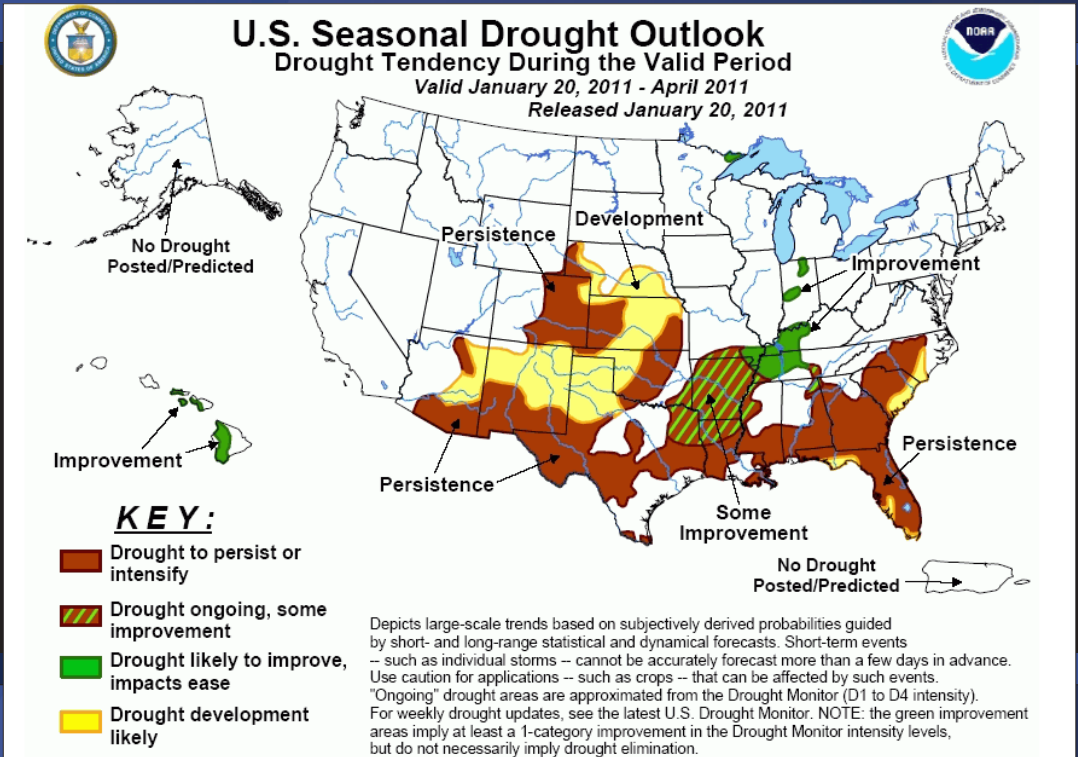 U.S. Seasonal Drought Outlook
Drought Tendency During the Valid Period
Valid January 20, 2011 - April 2011
Released January 20, 2011
NOAA
No Drought
Posted/Predicted
Persistence
Development
Improvement
Improvement
Persistence
Persistence
Some
Improvement
No Drought
Posted/Predicted
KEY:
Drought to persist or
intensify
Drought ongoing, some
improvement
Drought likely to improve,
impacts ease
Drought development
likely
Depicts large-scale trends based on subjectively derived probabilities guided
by short- and long-range statistical and dynamical forecasts. Short-term events
-- such as individual storms -- cannot be accurately forecast more than a few days in advance.
Use caution for applications -- such as crops -- that can be affected by such events.
"Ongoing" drought areas are approximated from the Drought Monitor (D1 to D4 intensity).
For weekly drought updates, see the latest U.S. Drought Monitor. NOTE: the green improvement
areas imply at least a 1-category improvement in the Drought Monitor intensity levels,
but do not necessarily imply drought elimination.